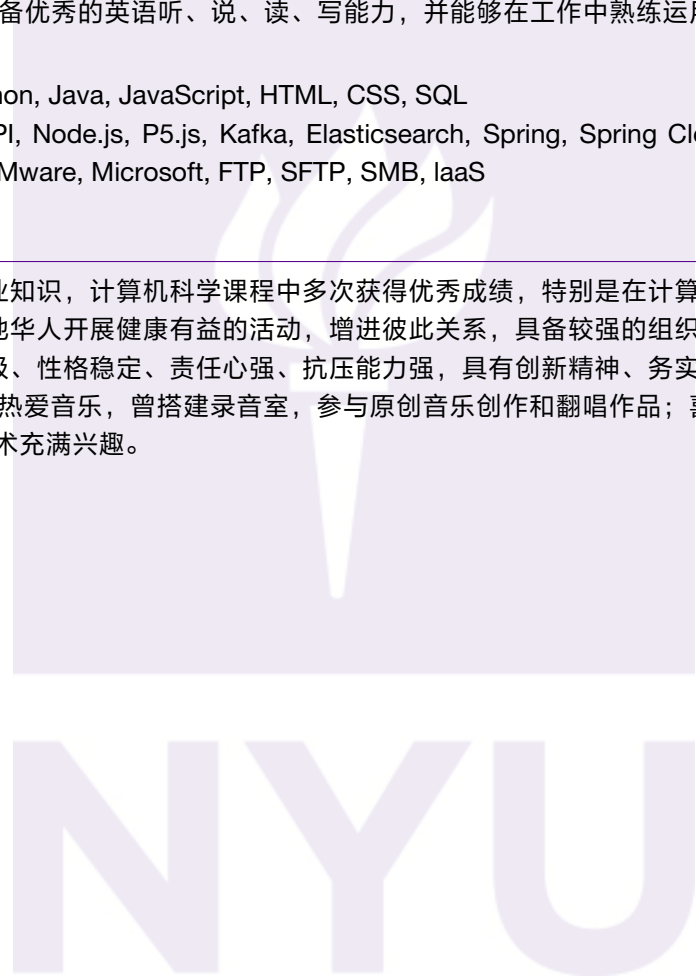 备优秀的英语听、说、读、写能力，并能够在工作中熟练运用
on, Java, JavaScript, HTML, CSS, SQL
PI, Node.js, P5.js, Kafka, Elasticsearch, Spring, Spring Clo
Mware, Microsoft, FTP, SFTP, SMB, IaaS
业知识，计算机科学课程中多次获得优秀成绩，特别是在计算
地华人开展健康有益的活动，增进彼此关系，具备较强的组织
极、性格稳定、责任心强、抗压能力强，具有创新精神、务实
热爱音乐，曾搭建录音室，参与原创音乐创作和翻唱作品；喜
术充满兴趣。
NYU